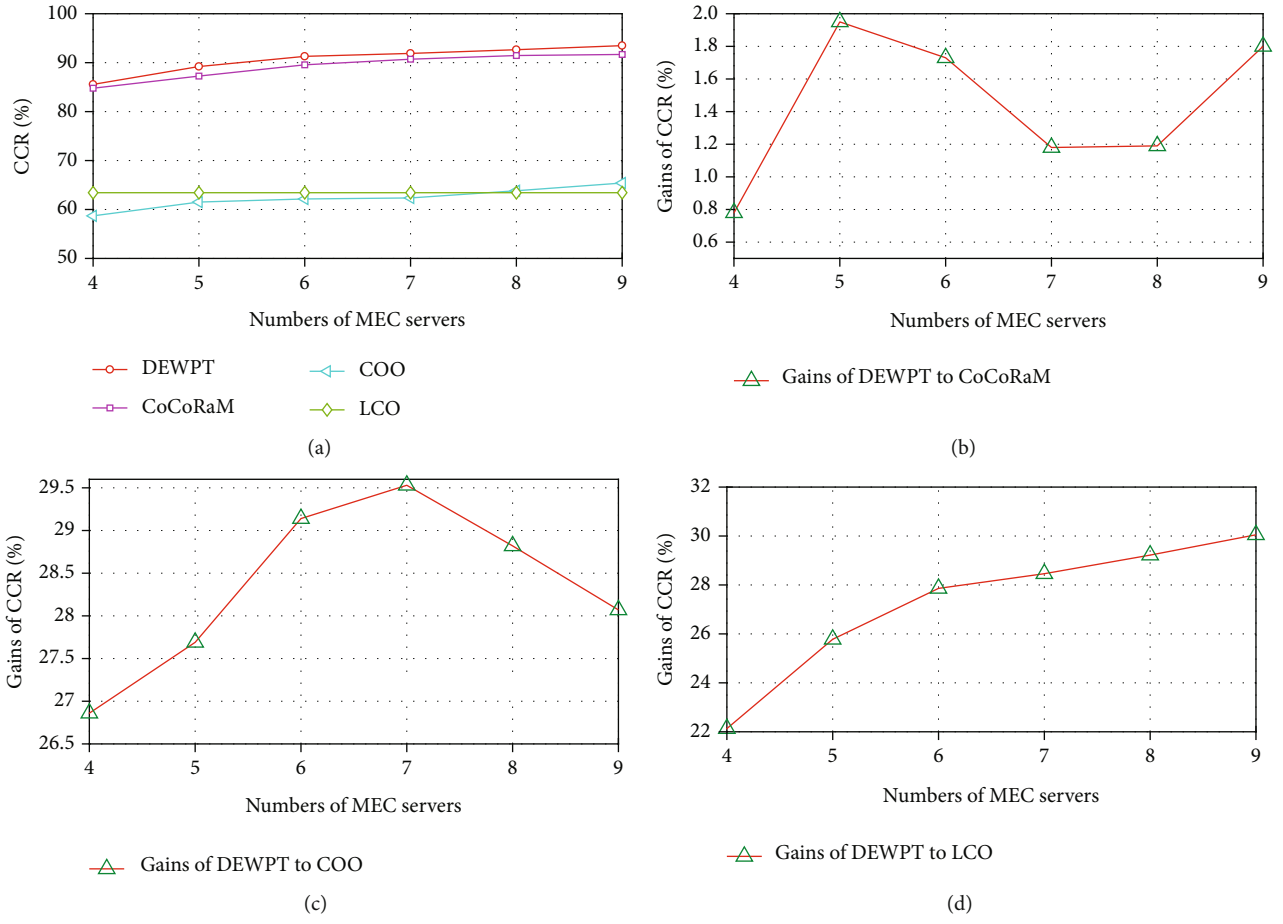 100
90
80
70
60
50
CCR (%)
4 5 6 7 8 9
Numbers of MEC servers
DEWPT
COO
CoCoRaM
LCO
(a)
2.0
1.8
1.6
1.4
1.2
1.0
0.8
0.6
Gains of CCR (%)
4 5 6 7 8 9
Numbers of MEC servers
Gains of DEWPT to CoCoRaM
(b)
29.5
29
28.5
28
27.5
27
26.5
Gains of CCR (%)
4 5 6 7 8 9
Numbers of MEC servers
Gains of DEWPT to COO
(c)
32
30
28
26
24
22
Gains of CCR (%)
4 5 6 7 8 9
Numbers of MEC servers
Gains of DEWPT to LCO
(d)